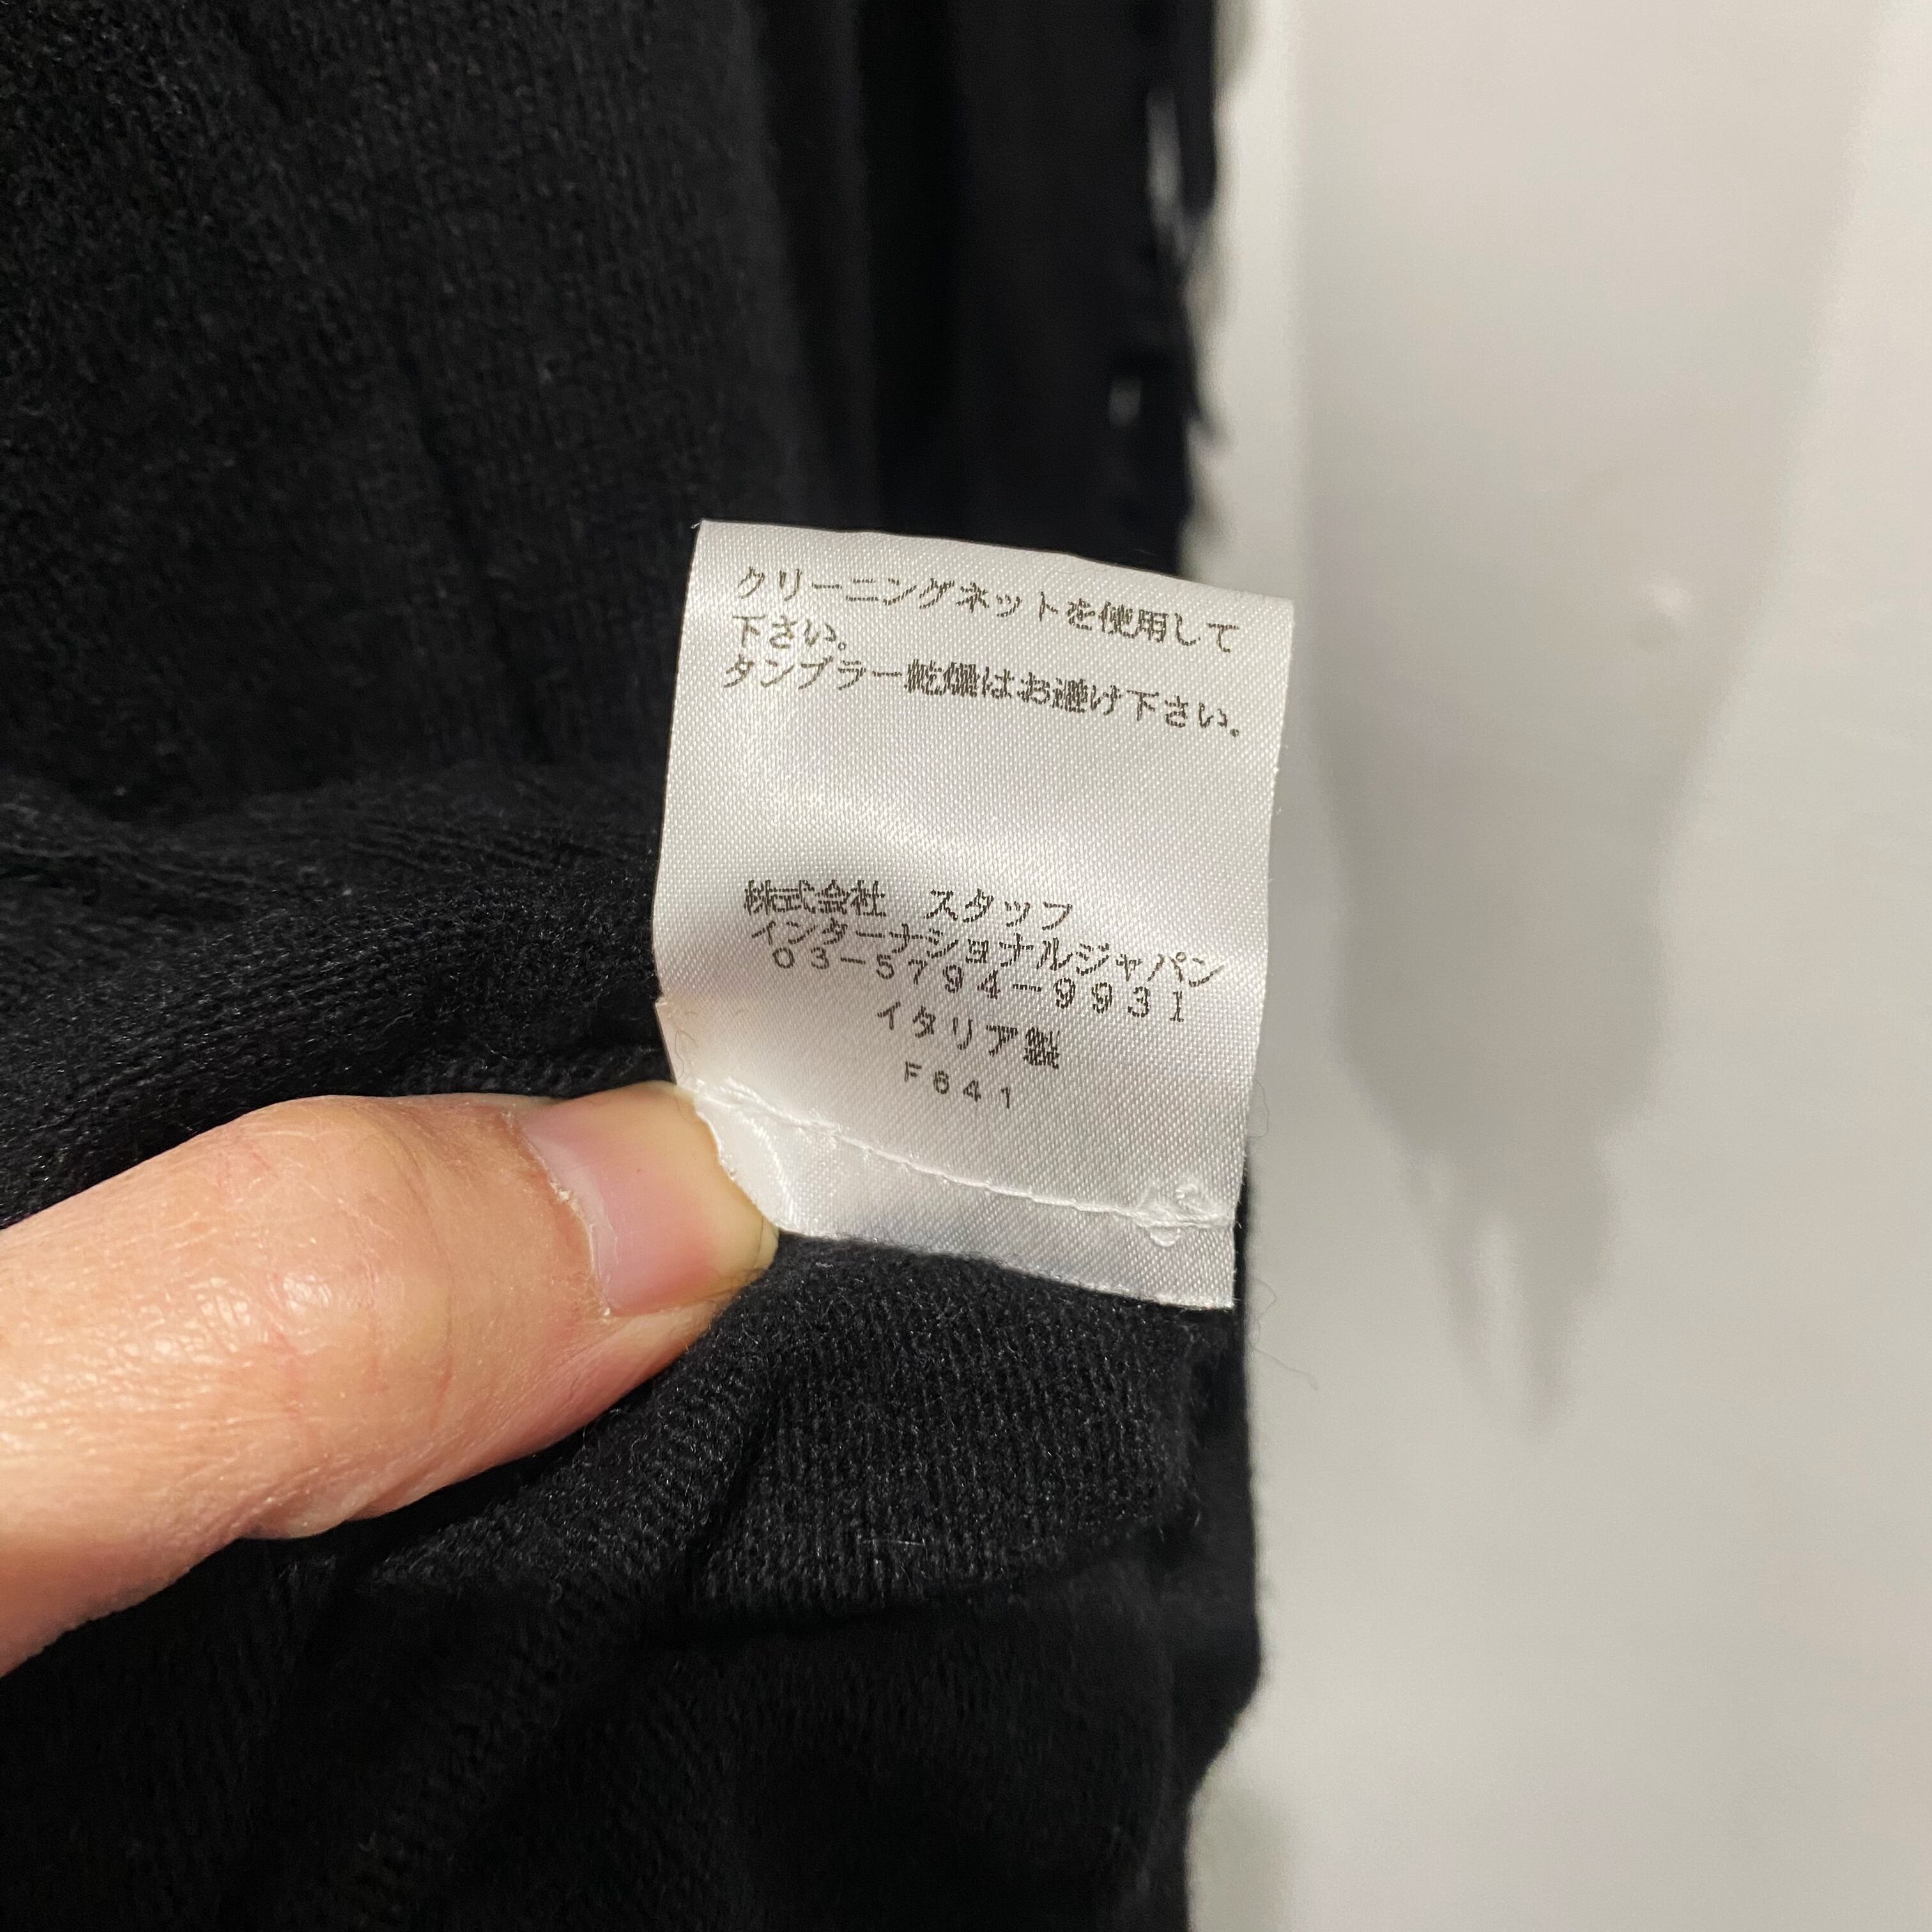 クリーニングネットを使用して
下さい。
タンブラー乾燥はお避け下さい。
株式会社　スタッフ
インターナショナルジャパン
03-5794-9931
イタリア製
F641